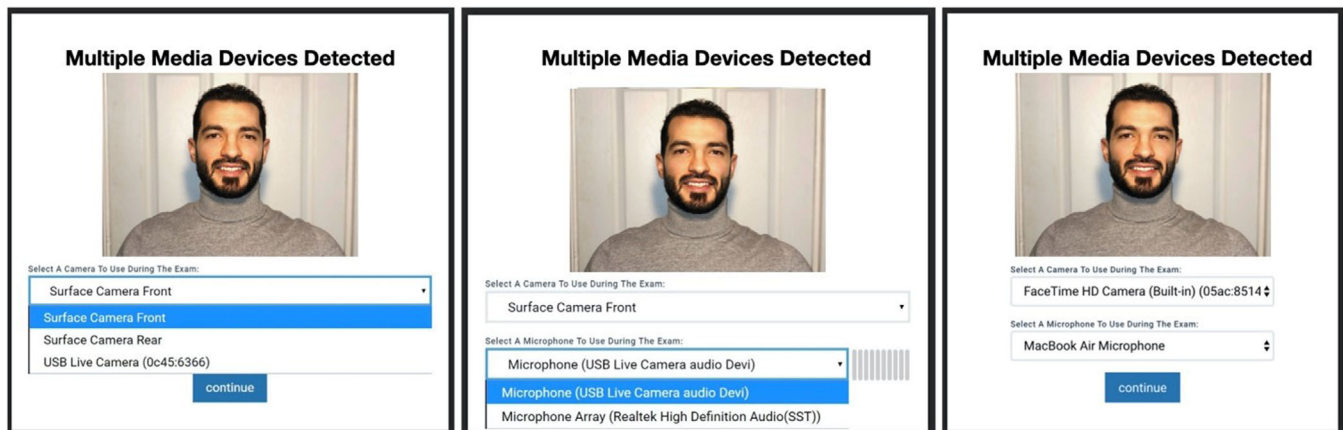 Multiple Media Devices Detected
Select A Camera To Use During The Exam:
Surface Camera Front
Surface Camera Front
Surface Camera Rear
USB Live Camera (0c45:6366)
continue
Multiple Media Devices Detected
Select A Camera To Use During The Exam:
Surface Camera Front
Select A Microphone To Use During The Exam:
Microphone (USB Live Camera audio Devi)
Microphone (USB Live Camera audio Devi)
Microphone Array (Realtek High Definition Audio(SST))
Multiple Media Devices Detected
Select A Camera To Use During The Exam:
FaceTime HD Camera (Built-in) (05ac:8514
Select A Microphone To Use During The Exam:
MacBook Air Microphone
continue